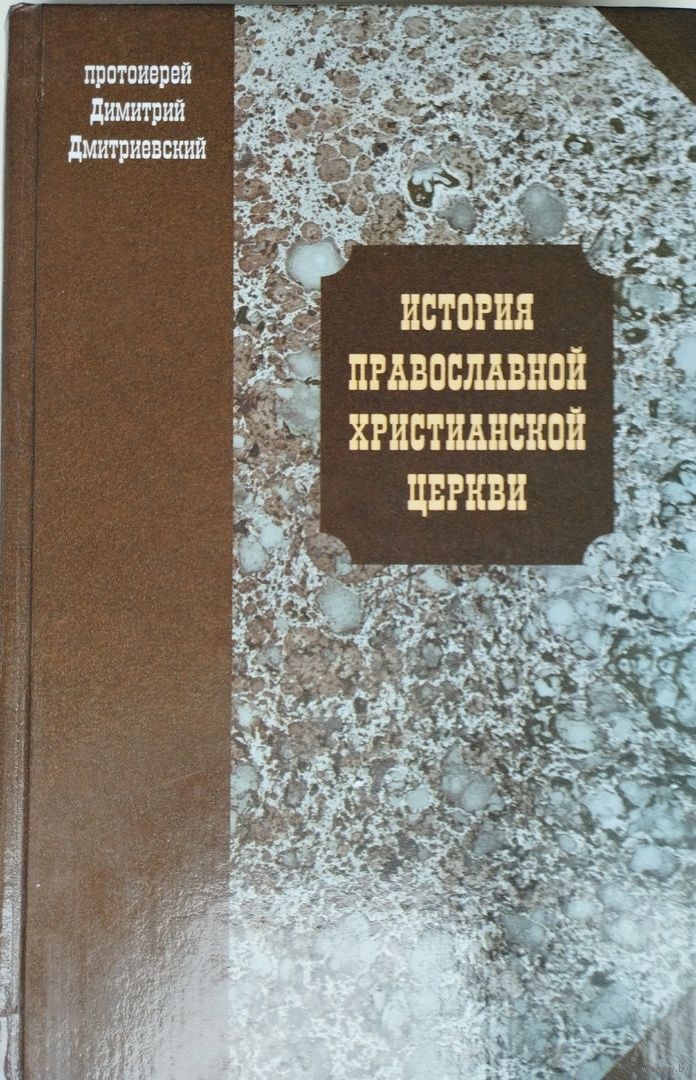 протоиерей
Димитрий
Дмитриевский
ИСТОРИЯ
ПРАВОСЛАВНОЙ
ХРИСТИАНСКОЙ
ЦЕРКВИ